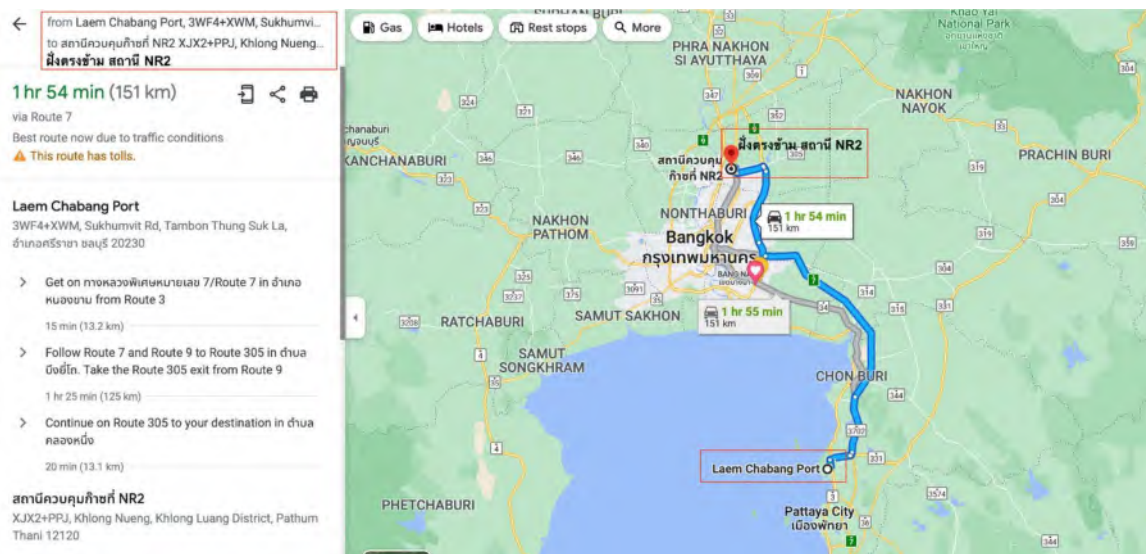 from Laem Chabang Port, 3WF4+XWM, Sukhumvi...
to สถานีควบคุมก๊าซที่ NR2 XJX2+PPJ, Khlong Nueng...
ฝั่งตรงข้าม สถานี NR2
1 hr 54 min (151 km)
via Route 7
Best route now due to traffic conditions
This route has tolls.
Laem Chabang Port
3WF4+XWM, Sukhumvit Rd, Tambon Thung Suk La,
อำเภอศรีราชา ชลบุรี 20230
Get on ทางหลวงพิเศษหมายเลข 7/Route 7 in อำเภอ
หนองขาม from Route 3
15 min (13.2 km)
Follow Route 7 and Route 9 to Route 305 in ตำบล
บึงยี่โถ. Take the Route 305 exit from Route 9
1 hr 25 min (125 km)
Continue on Route 305 to your destination in ตำบล
คลองหนึ่ง
20 min (13.1 km)
สถานีควบคุมก๊าซที่ NR2
XJX2+PPJ, Khlong Nueng, Khlong Luang District, Pathum
Thani 12120
Gas
Hotels
Rest stops
More
Khao Yai
National Park
PHRA NAKHON
SI AYUTTHAYA
NAKHON
NAYOK
KANCHANABURI
ฝั่งตรงข้าม สถานี NR2
สถานีควบคุม
ก๊าซที่ NR2
PRACHIN BURI
NONTHABURI
1 hr 54 min
151 km
NAKHON
PATHOM
Bangkok
กรุงเทพมหานคร
BANG NA
1 hr 55 min
151 km
RATCHABURI
SAMUT SAKHON
SAMUT
SONGKHRAM
CHON BURI
Laem Chabang Port
PHETCHABURI
Pattaya City
เมืองพัทยา